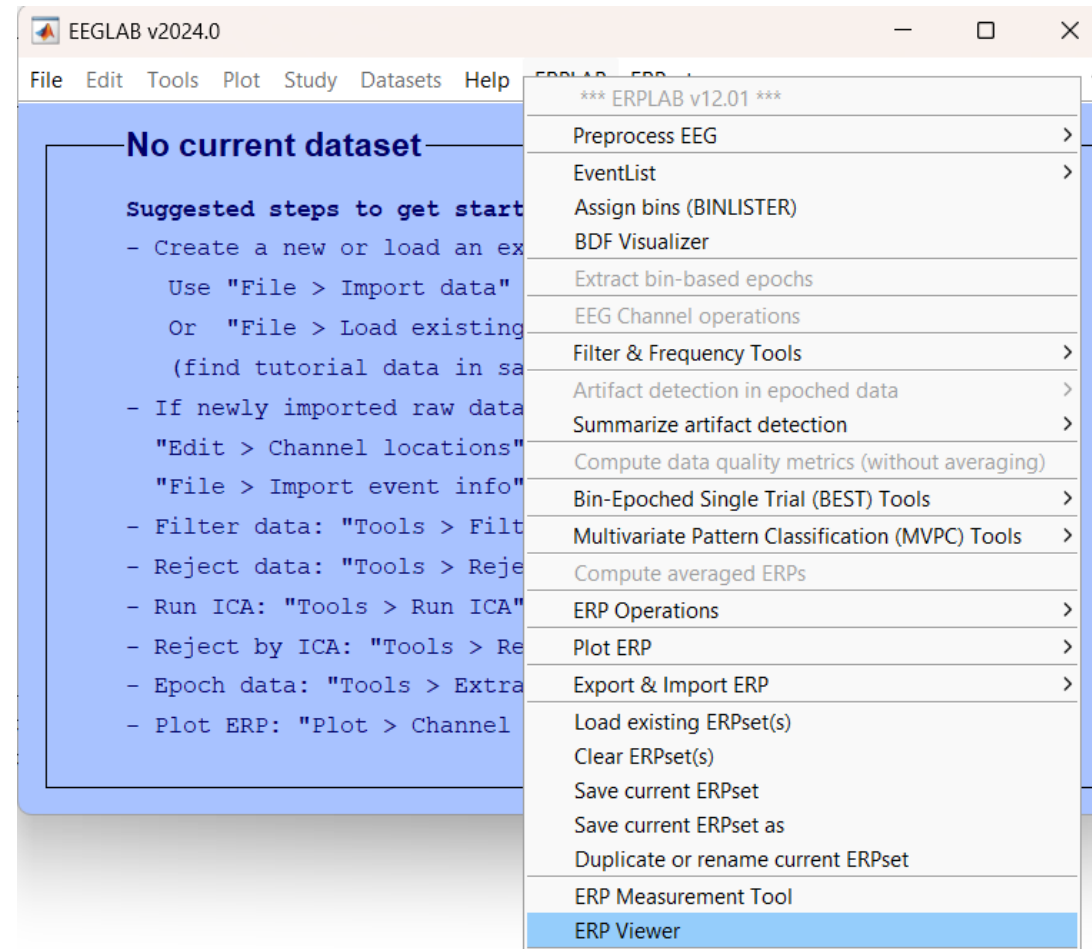 EEGLAB v2024.0
File Edit Tools Plot Study Datasets Help
No current dataset
Suggested steps to get start
- Create a new or load an ex
Use "File > Import data"
Or "File > Load existing
(find tutorial data in sa
- If newly imported raw data
"Edit > Channel locations"
"File > Import event info"
- Filter data: "Tools > Filt
- Reject data: "Tools > Reje
- Run ICA: "Tools > Run ICA"
- Reject by ICA: "Tools > Re
- Epoch data: "Tools > Extra
- Plot ERP: "Plot > Channel
*** ERPLAB v12.01 ***
Preprocess EEG
EventList
Assign bins (BINLISTER)
BDF Visualizer
Extract bin-based epochs
EEG Channel operations
Filter & Frequency Tools
Artifact detection in epoched data
Summarize artifact detection
Compute data quality metrics (without averaging)
Bin-Epoched Single Trial (BEST) Tools
Multivariate Pattern Classification (MVPC) Tools
Compute averaged ERPs
ERP Operations
Plot ERP
Export & Import ERP
Load existing ERPset(s)
Clear ERPset(s)
Save current ERPset
Save current ERPset as
Duplicate or rename current ERPset
ERP Measurement Tool
ERP Viewer